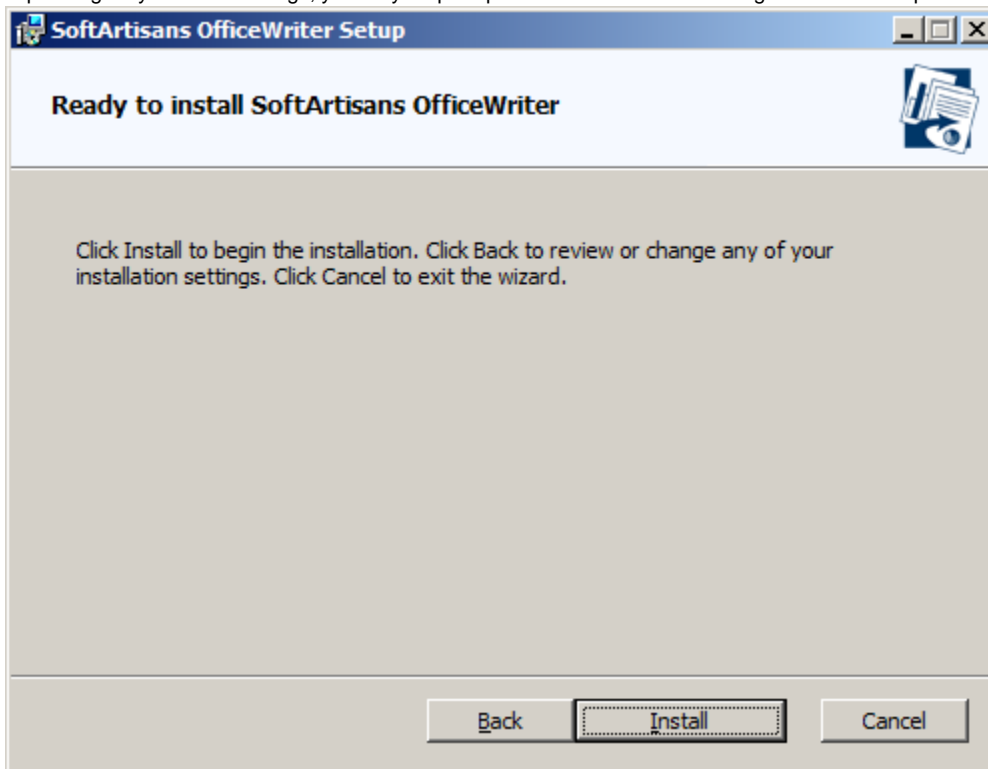 SoftArtisans OfficeWriter Setup
Ready to install SoftArtisans OfficeWriter
Click Install to begin the installation. Click Back to review or change any of your
installation settings. Click Cancel to exit the wizard.
Back Install Cancel